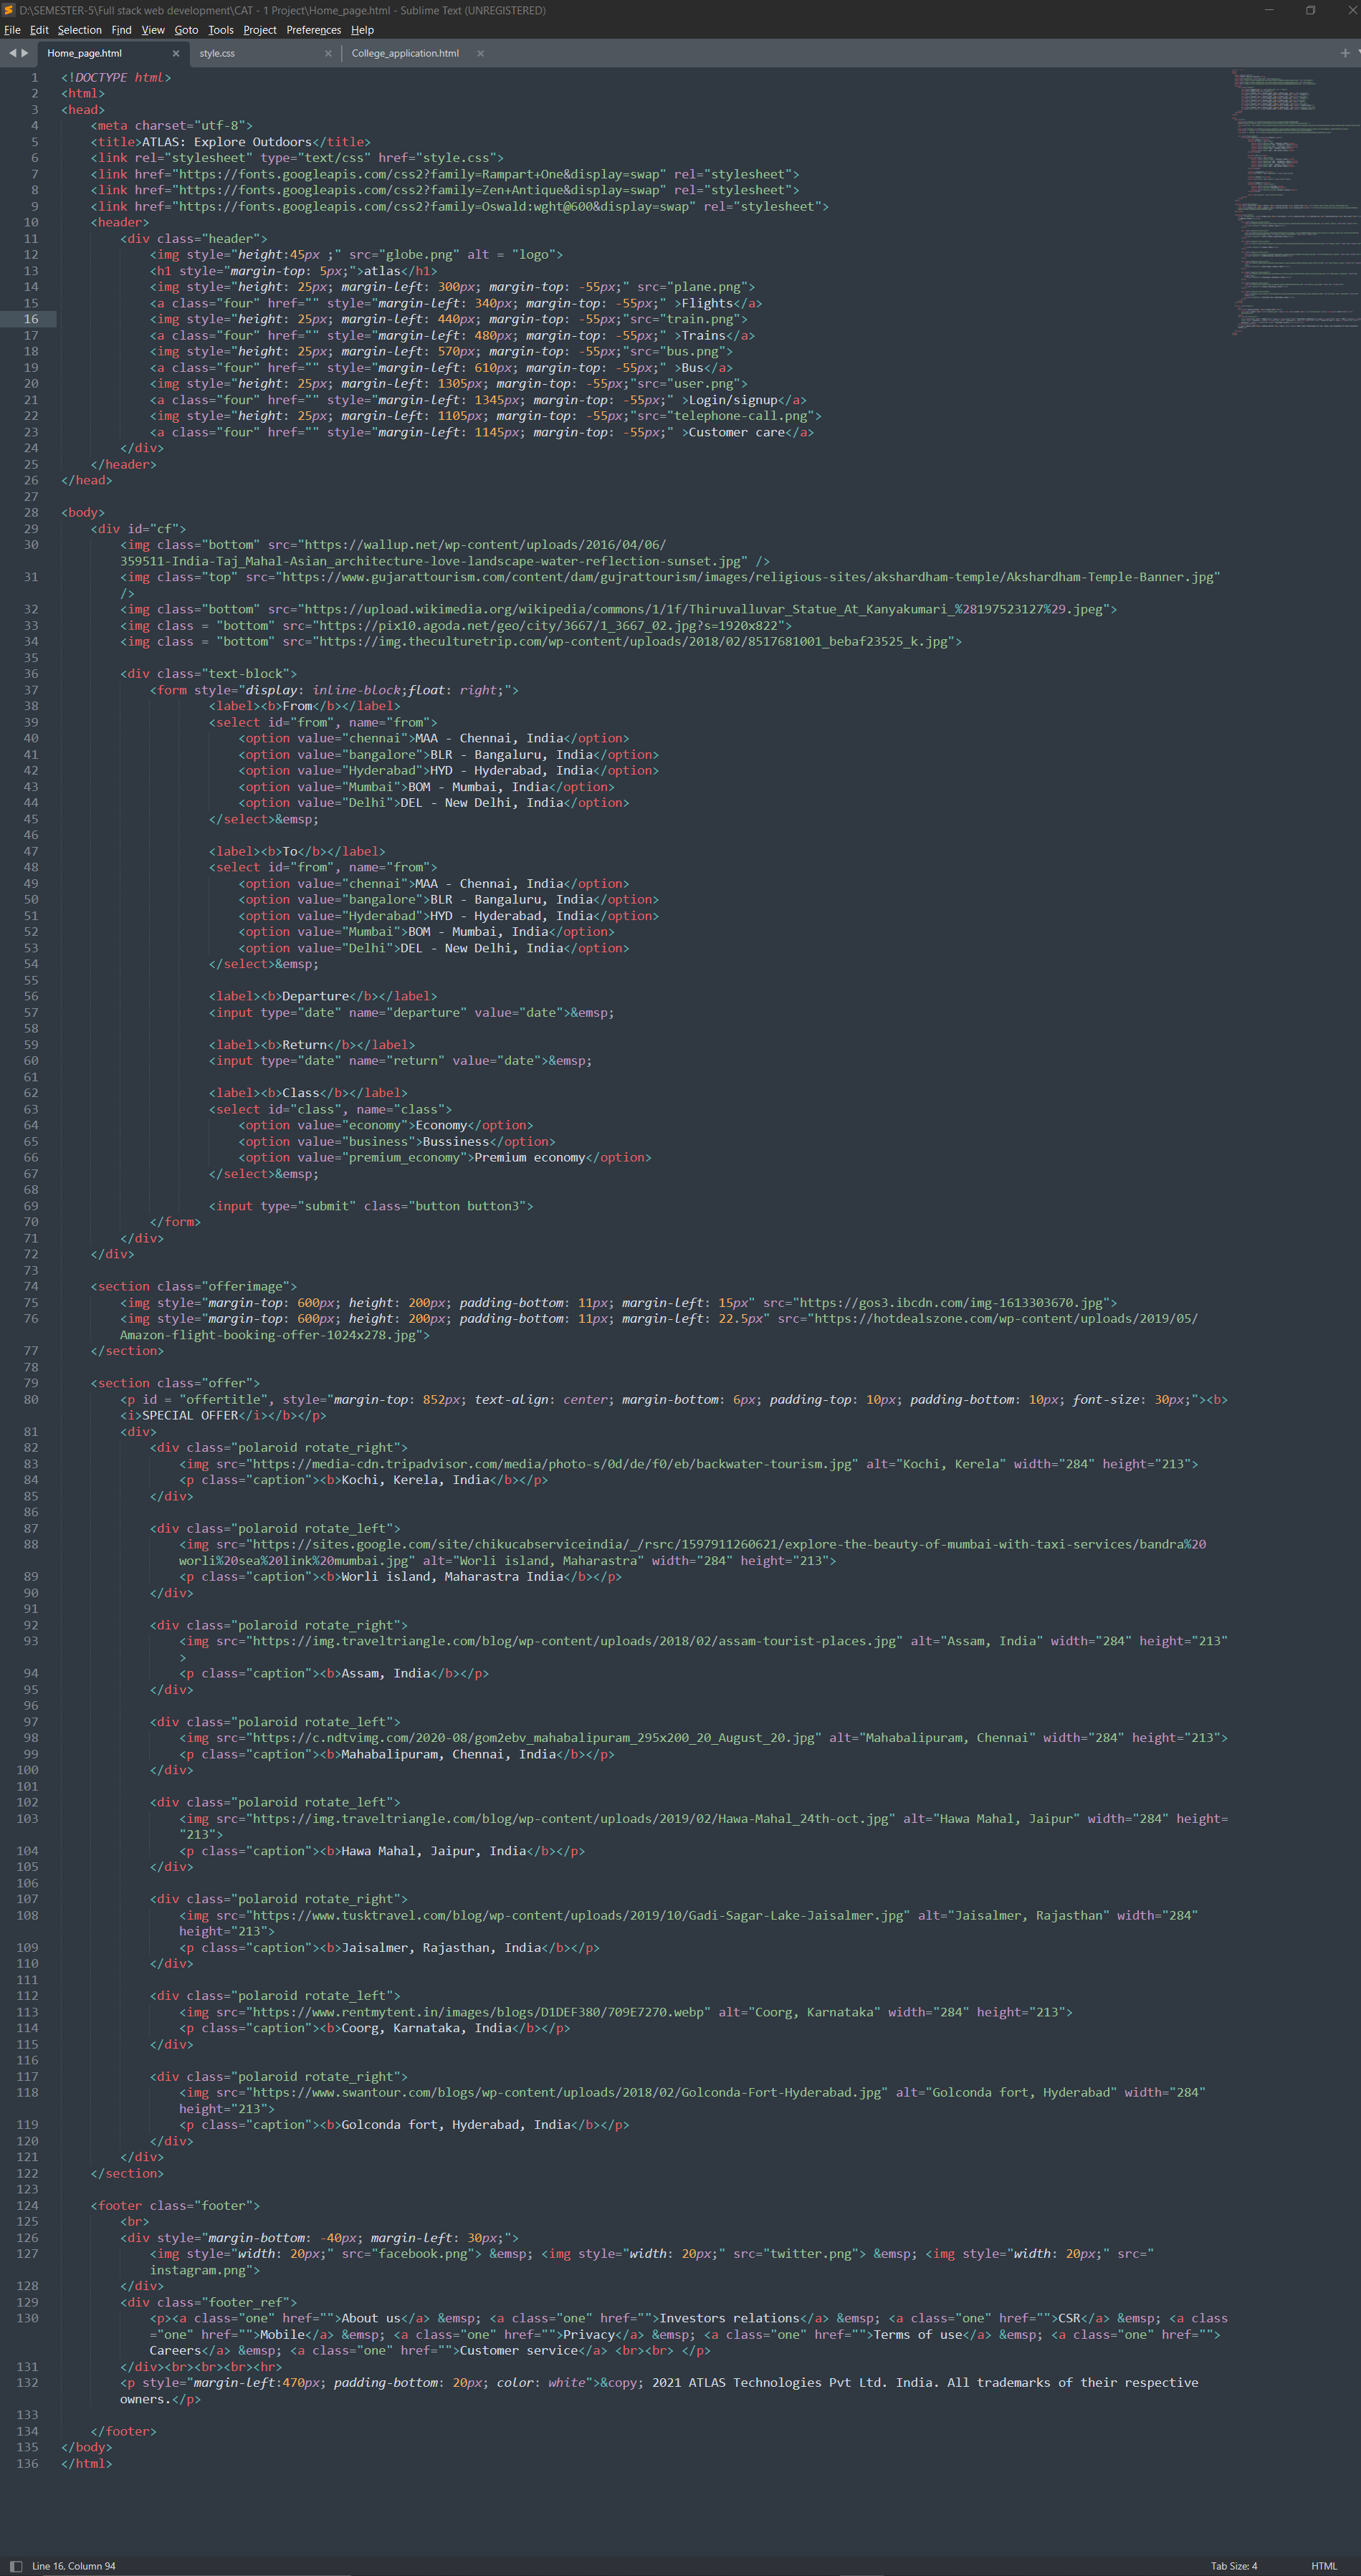 D:\SEMESTER-5\Full stack web development\CAT - 1 Project\Home_page.html - Sublime Text (UNREGISTERED)
File Edit Selection Find View Goto Tools Project Preferences Help
Home_page.html style.css College_application.html
1 <!DOCTYPE html>
2 <html>
3 <head>
4 <meta charset="utf-8">
5 <title>ATLAS: Explore Outdoors</title>
6 <link rel="stylesheet" type="text/css" href="style.css">
7 <link href="https://fonts.googleapis.com/css2?family=Rampart+One&display=swap" rel="stylesheet">
8 <link href="https://fonts.googleapis.com/css2?family=Zen+Antique&display=swap" rel="stylesheet">
9 <link href="https://fonts.googleapis.com/css2?family=Oswald:wght@600&display=swap" rel="stylesheet">
10 <header>
11 <div class="header">
12 <img style="height:45px ;" src="globe.png" alt = "logo">
13 <h1 style="margin-top: 5px;">atlas</h1>
14 <img style="height: 25px; margin-left: 300px; margin-top: -55px;" src="plane.png">
15 <a class="four" href="" style="margin-left: 340px; margin-top: -55px;" >Flights</a>
16 <img style="height: 25px; margin-left: 440px; margin-top: -55px;"src="train.png">
17 <a class="four" href="" style="margin-left: 480px; margin-top: -55px;" >Trains</a>
18 <img style="height: 25px; margin-left: 570px; margin-top: -55px;"src="bus.png">
19 <a class="four" href="" style="margin-left: 610px; margin-top: -55px;" >Bus</a>
20 <img style="height: 25px; margin-left: 1305px; margin-top: -55px;"src="user.png">
21 <a class="four" href="" style="margin-left: 1345px; margin-top: -55px;" >Login/signup</a>
22 <img style="height: 25px; margin-left: 1105px; margin-top: -55px;"src="telephone-call.png">
23 <a class="four" href="" style="margin-left: 1145px; margin-top: -55px;" >Customer care</a>
24 </div>
25 </header>
26 </head>
27
28 <body>
29 <div id="cf">
30 <img class="bottom" src="https://wallup.net/wp-content/uploads/2016/04/06/
359511-India-Taj_Mahal-Asian_architecture-love-landscape-water-reflection-sunset.jpg" />
31 <img class="top" src="https://www.gujarattourism.com/content/dam/gujrattourism/images/religious-sites/akshardham-temple/Akshardham-Temple-Banner.jpg"
/>
32 <img class="bottom" src="https://upload.wikimedia.org/wikipedia/commons/1/1f/Thiruvalluvar_Statue_At_Kanyakumari_%28197523127%29.jpeg">
33 <img class = "bottom" src="https://pix10.agoda.net/geo/city/3667/1_3667_02.jpg?s=1920x822">
34 <img class = "bottom" src="https://img.theculturetrip.com/wp-content/uploads/2018/02/8517681001_bebaf23525_k.jpg">
35
36 <div class="text-block">
37 <form style="display: inline-block;float: right;">
38 <label><b>From</b></label>
39 <select id="from", name="from">
40 <option value="chennai">MAA - Chennai, India</option>
41 <option value="bangalore">BLR - Bangaluru, India</option>
42 <option value="Hyderabad">HYD - Hyderabad, India</option>
43 <option value="Mumbai">BOM - Mumbai, India</option>
44 <option value="Delhi">DEL - New Delhi, India</option>
45 </select>&emsp;
46
47 <label><b>To</b></label>
48 <select id="from", name="from">
49 <option value="chennai">MAA - Chennai, India</option>
50 <option value="bangalore">BLR - Bangaluru, India</option>
51 <option value="Hyderabad">HYD - Hyderabad, India</option>
52 <option value="Mumbai">BOM - Mumbai, India</option>
53 <option value="Delhi">DEL - New Delhi, India</option>
54 </select>&emsp;
55
56 <label><b>Departure</b></label>
57 <input type="date" name="departure" value="date">&emsp;
58
59 <label><b>Return</b></label>
60 <input type="date" name="return" value="date">&emsp;
61
62 <label><b>Class</b></label>
63 <select id="class", name="class">
64 <option value="economy">Economy</option>
65 <option value="business">Bussiness</option>
66 <option value="premium_economy">Premium economy</option>
67 </select>&emsp;
68
69 <input type="submit" class="button button3">
70 </form>
71 </div>
72 </div>
73
74 <section class="offerimage">
75 <img style="margin-top: 600px; height: 200px; padding-bottom: 11px; margin-left: 15px" src="https://gos3.ibcdn.com/img-1613303670.jpg">
76 <img style="margin-top: 600px; height: 200px; padding-bottom: 11px; margin-left: 22.5px" src="https://hotdealszone.com/wp-content/uploads/2019/05/
Amazon-flight-booking-offer-1024x278.jpg">
77 </section>
78
79 <section class="offer">
80 <p id = "offertitle", style="margin-top: 852px; text-align: center; margin-bottom: 6px; padding-top: 10px; padding-bottom: 10px; font-size: 30px;"><b>
<i>SPECIAL OFFER</i></b></p>
81 <div>
82 <div class="polaroid rotate_right">
83 <img src="https://media-cdn.tripadvisor.com/media/photo-s/0d/de/f0/eb/backwater-tourism.jpg" alt="Kochi, Kerela" width="284" height="213">
84 <p class="caption"><b>Kochi, Kerela, India</b></p>
85 </div>
86
87 <div class="polaroid rotate_left">
88 <img src="https://sites.google.com/site/chikucabserviceindia/_/rsrc/1597911260621/explore-the-beauty-of-mumbai-with-taxi-services/bandra%20
worli%20sea%20link%20mumbai.jpg" alt="Worli island, Maharastra" width="284" height="213">
89 <p class="caption"><b>Worli island, Maharastra India</b></p>
90 </div>
91
92 <div class="polaroid rotate_right">
93 <img src="https://img.traveltriangle.com/blog/wp-content/uploads/2018/02/assam-tourist-places.jpg" alt="Assam, India" width="284" height="213"
>
94 <p class="caption"><b>Assam, India</b></p>
95 </div>
96
97 <div class="polaroid rotate_left">
98 <img src="https://c.ndtvimg.com/2020-08/gom2ebv_mahabalipuram_295x200_20_August_20.jpg" alt="Mahabalipuram, Chennai" width="284" height="213">
99 <p class="caption"><b>Mahabalipuram, Chennai, India</b></p>
100 </div>
101
102 <div class="polaroid rotate_left">
103 <img src="https://img.traveltriangle.com/blog/wp-content/uploads/2019/02/Hawa-Mahal_24th-oct.jpg" alt="Hawa Mahal, Jaipur" width="284" height=
"213">
104 <p class="caption"><b>Hawa Mahal, Jaipur, India</b></p>
105 </div>
106
107 <div class="polaroid rotate_right">
108 <img src="https://www.tusktravel.com/blog/wp-content/uploads/2019/10/Gadi-Sagar-Lake-Jaisalmer.jpg" alt="Jaisalmer, Rajasthan" width="284"
height="213">
109 <p class="caption"><b>Jaisalmer, Rajasthan, India</b></p>
110 </div>
111
112 <div class="polaroid rotate_left">
113 <img src="https://www.rentmytent.in/images/blogs/D1DEF380/709E7270.webp" alt="Coorg, Karnataka" width="284" height="213">
114 <p class="caption"><b>Coorg, Karnataka, India</b></p>
115 </div>
116
117 <div class="polaroid rotate_right">
118 <img src="https://www.swantour.com/blogs/wp-content/uploads/2018/02/Golconda-Fort-Hyderabad.jpg" alt="Golconda fort, Hyderabad" width="284"
height="213">
119 <p class="caption"><b>Golconda fort, Hyderabad, India</b></p>
120 </div>
121 </div>
122 </section>
123
124 <footer class="footer">
125 <br>
126 <div style="margin-bottom: -40px; margin-left: 30px;">
127 <img style="width: 20px;" src="facebook.png"> &emsp; <img style="width: 20px;" src="twitter.png"> &emsp; <img style="width: 20px;" src="
instagram.png">
128 </div>
129 <div class="footer_ref">
130 <p><a class="one" href="">About us</a> &emsp; <a class="one" href="">Investors relations</a> &emsp; <a class="one" href="">CSR</a> &emsp; <a class
="one" href="">Mobile</a> &emsp; <a class="one" href="">Privacy</a> &emsp; <a class="one" href="">Terms of use</a> &emsp; <a class="one" href="">
Careers</a> &emsp; <a class="one" href="">Customer service</a> <br><br> </p>
131 </div><br><br><br><hr>
132 <p style="margin-left:470px; padding-bottom: 20px; color: white">&copy; 2021 ATLAS Technologies Pvt Ltd. India. All trademarks of their respective
owners.</p>
133
134 </footer>
135 </body>
136 </html>
Line 16, Column 94 Tab Size: 4 HTML